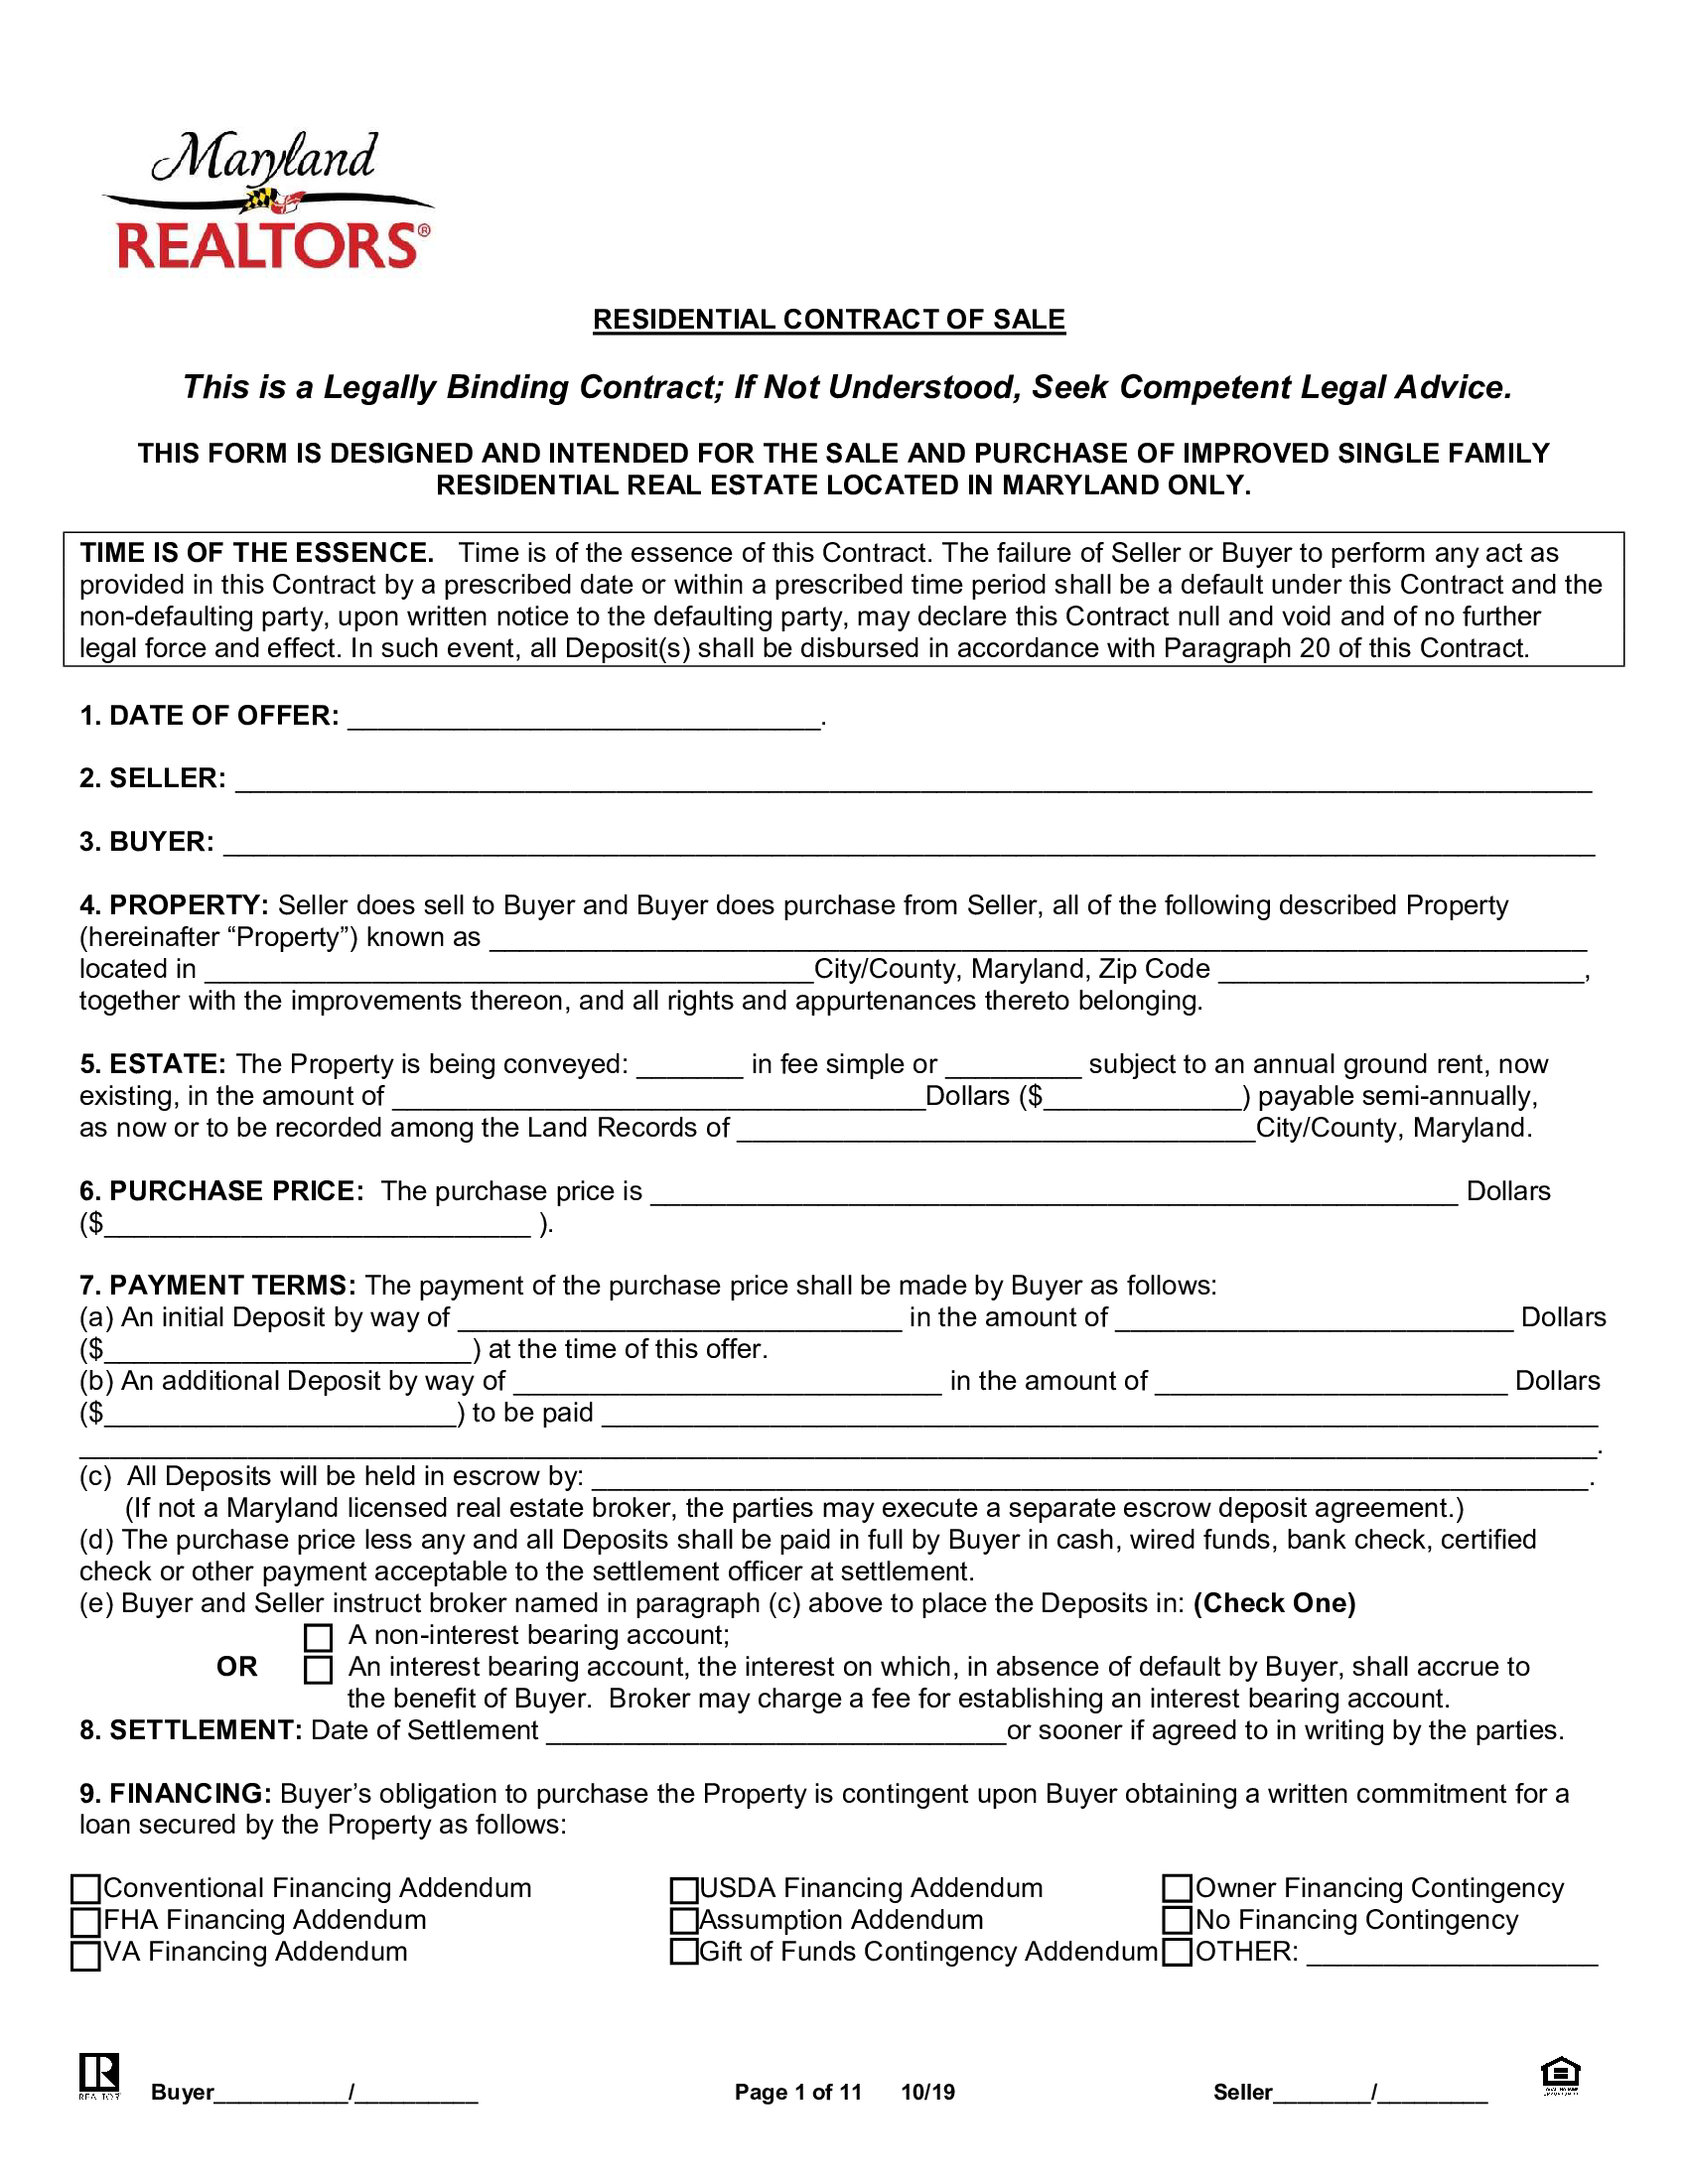 Maryland
REALTORS®
RESIDENTIAL CONTRACT OF SALE
This is a Legally Binding Contract; If Not Understood, Seek Competent Legal Advice.
THIS FORM IS DESIGNED AND INTENDED FOR THE SALE AND PURCHASE OF IMPROVED SINGLE FAMILY
RESIDENTIAL REAL ESTATE LOCATED IN MARYLAND ONLY.
TIME IS OF THE ESSENCE. Time is of the essence of this Contract. The failure of Seller or Buyer to perform any act as
provided in this Contract by a prescribed date or within a prescribed time period shall be a default under this Contract and the
non-defaulting party, upon written notice to the defaulting party, may declare this Contract null and void and of no further
legal force and effect. In such event, all Deposit(s) shall be disbursed in accordance with Paragraph 20 of this Contract.
1. DATE OF OFFER: _______________________________.
2. SELLER: _________________________________________________________________________________________
3. BUYER: __________________________________________________________________________________________
4. PROPERTY: Seller does sell to Buyer and Buyer does purchase from Seller, all of the following described Property
(hereinafter “Property”) known as ________________________________________________________________________
located in ________________________________________City/County, Maryland, Zip Code ________________________,
together with the improvements thereon, and all rights and appurtenances thereto belonging.
5. ESTATE: The Property is being conveyed: _______ in fee simple or _________ subject to an annual ground rent, now
existing, in the amount of ___________________________________Dollars ($_____________) payable semi-annually,
as now or to be recorded among the Land Records of __________________________________City/County, Maryland.
6. PURCHASE PRICE: The purchase price is _____________________________________________________ Dollars
($____________________________ ).
7. PAYMENT TERMS: The payment of the purchase price shall be made by Buyer as follows:
(a) An initial Deposit by way of _____________________________ in the amount of __________________________ Dollars
($________________________) at the time of this offer.
(b) An additional Deposit by way of ____________________________ in the amount of _______________________ Dollars
($_______________________) to be paid _________________________________________________________________
____________________________________________________________________________________________________.
(c) All Deposits will be held in escrow by: _________________________________________________________________.
(If not a Maryland licensed real estate broker, the parties may execute a separate escrow deposit agreement.)
(d) The purchase price less any and all Deposits shall be paid in full by Buyer in cash, wired funds, bank check, certified
check or other payment acceptable to the settlement officer at settlement.
(e) Buyer and Seller instruct broker named in paragraph (c) above to place the Deposits in: (Check One)
A non-interest bearing account;
OR An interest bearing account, the interest on which, in absence of default by Buyer, shall accrue to
the benefit of Buyer. Broker may charge a fee for establishing an interest bearing account.
8. SETTLEMENT: Date of Settlement ______________________________or sooner if agreed to in writing by the parties.
9. FINANCING: Buyer’s obligation to purchase the Property is contingent upon Buyer obtaining a written commitment for a
loan secured by the Property as follows:
Conventional Financing Addendum USDA Financing Addendum Owner Financing Contingency
FHA Financing Addendum Assumption Addendum No Financing Contingency
VA Financing Addendum Gift of Funds Contingency Addendum OTHER: ___________________
REALTOR
Buyer___________/__________ Page 1 of 11 10/19 Seller________/_________